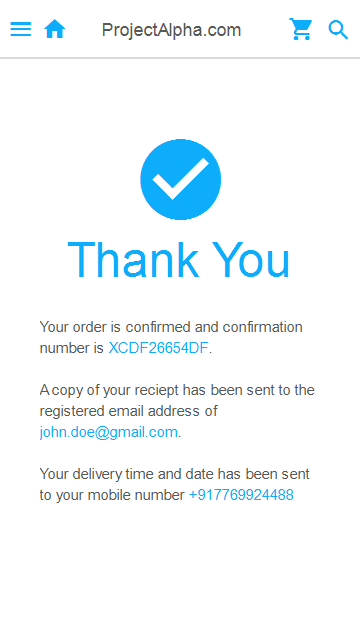 ProjectAlpha.com
Thank You
Your order is confirmed and confirmation
number is XCDF26654DF.
A copy of your reciept has been sent to the
registered email address of
john.doe@gmail.com.
Your delivery time and date has been sent
to your mobile number +917769924488